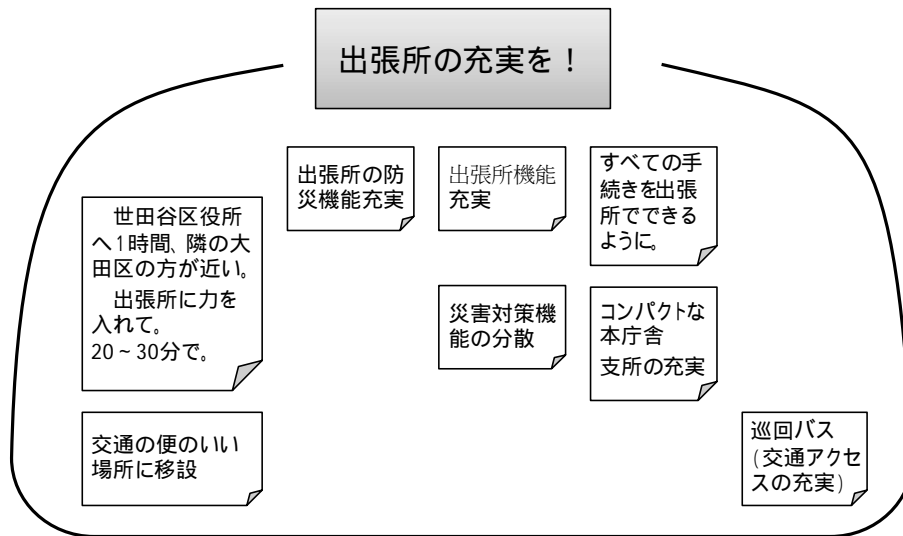 出張所の充実を！
出張所の防
災機能充実
出張所機能
充実
すべての手
続きを出張
所でできる
ように。
世田谷区役所
へ1時間、隣の大
田区の方が近い。
出張所に力を
入れて。
20～30分で。
災害対策機
能の分散
コンパクトな
本庁舎
支所の充実
交通の便のいい
場所に移設
巡回バス
(交通アクセ
スの充実)